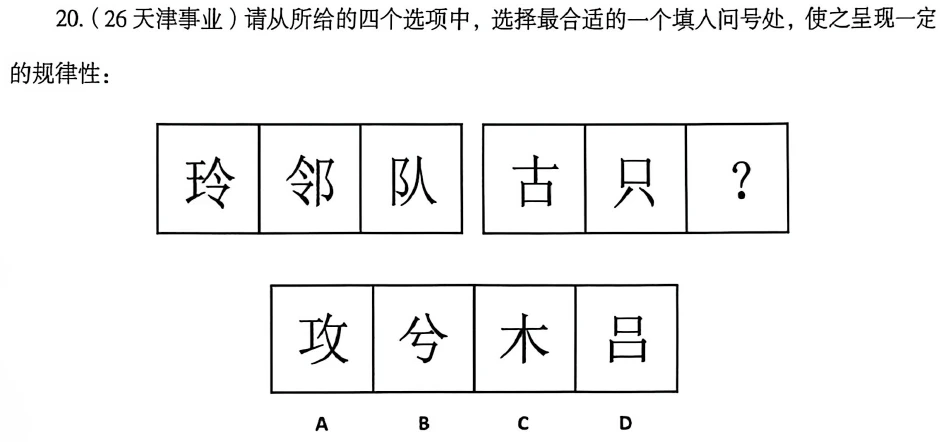 20.（26天津事业）请从所给的四个选项中，选择最合适的一个填入问号处，使之呈现一定
的规律性：
玲 邻 队 古 只 ？
攻 兮 木 吕
A B C D